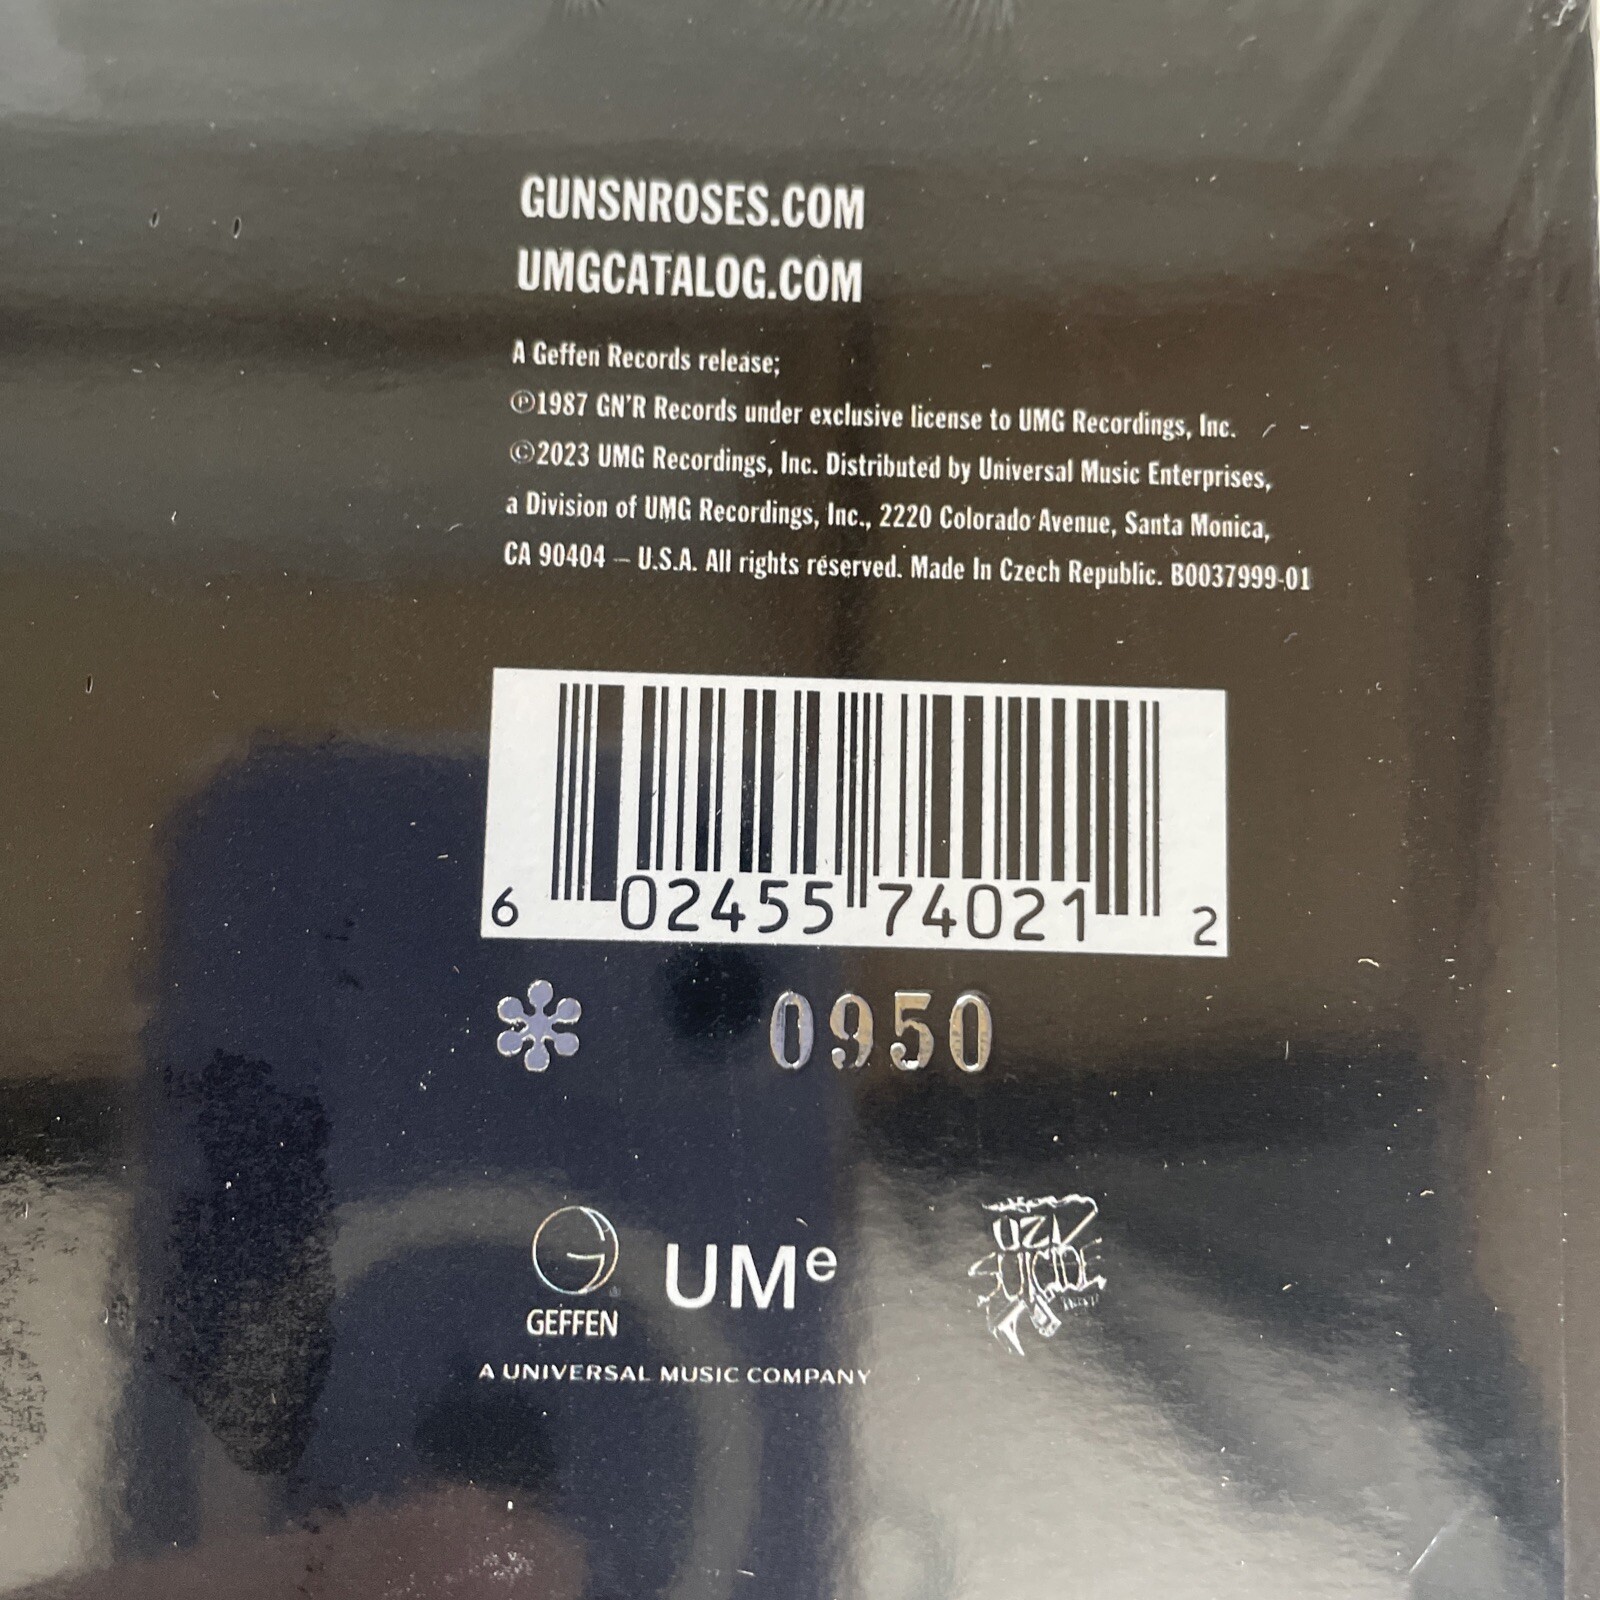 GUNSNROSES.COM
UMGCATALOG.COM
A Geffen Records release;
℗1987 GN'R Records under exclusive license to UMG Recordings, Inc.
©2023 UMG Recordings, Inc. Distributed by Universal Music Enterprises,
a Division of UMG Recordings, Inc., 2220 Colorado Avenue, Santa Monica,
CA 90404 – U.S.A. All rights reserved. Made In Czech Republic. B0037999-01
6 02455 74021 2
0950
G
GEFFEN
UMe
UZI
SUICIDE
A UNIVERSAL MUSIC COMPANY